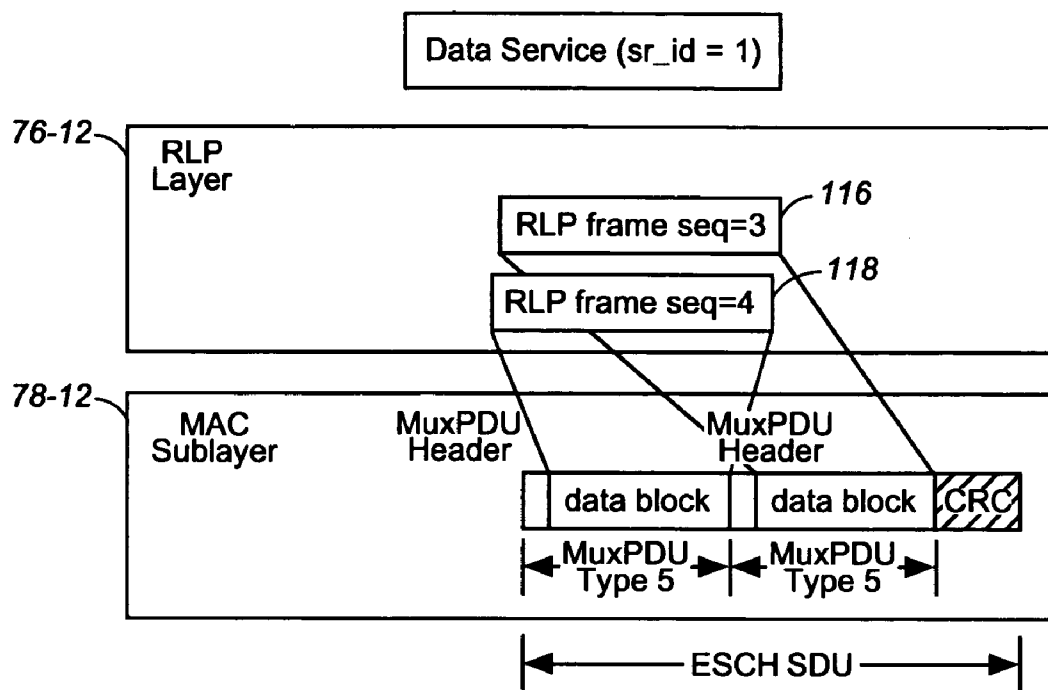 Data Service (sr_id = 1)
76-12
RLP
Layer
RLP frame seq=3
116
RLP frame seq=4
118
78-12
MAC
Sublayer
MuxPDU
Header
MuxPDU
Header
data block
data block
CRC
MuxPDU
Type 5
MuxPDU
Type 5
ESCH SDU